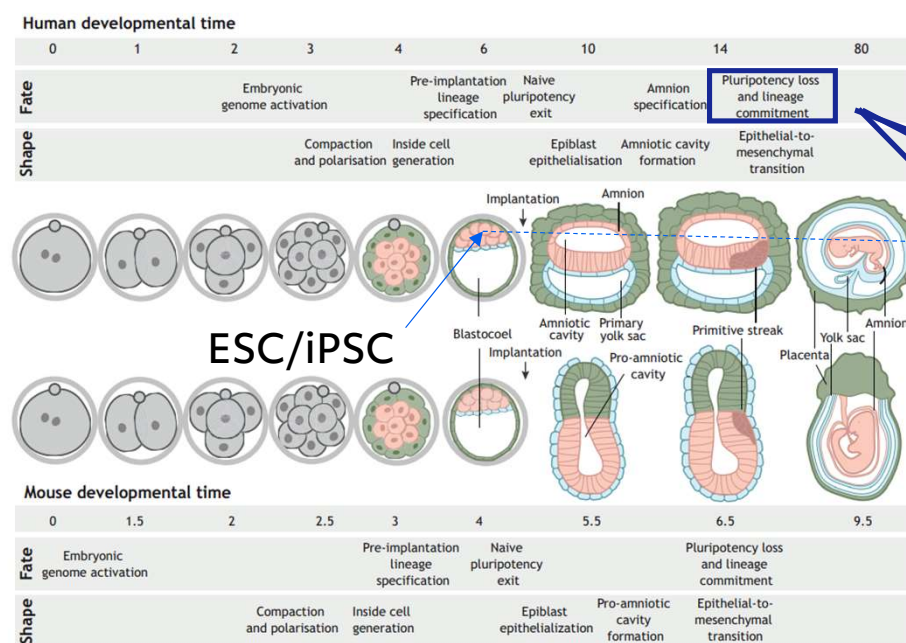 Human developmental time
0 1 2 3 4 6 10 14 80
Fate
Embryonic
genome activation
Pre-implantation
lineage
specification
Naive
pluripotency
exit
Amnion
specification
Pluripotency loss
and lineage
commitment
Shape
Compaction
and polarisation
Inside cell
generation
Epiblast
epithelialisation
Amniotic cavity
formation
Epithelial-to-
mesenchymal
transition
Implantation
Amnion
ESC/iPSC
Blastocoel
Amniotic
cavity
Primary
yolk sac
Primitive streak
Yolk sac
Amnion
Placenta
Implantation
Pro-amniotic
cavity
Mouse developmental time
0 1.5 2 2.5 3 4 5.5 6.5 9.5
Fate
Embryonic
genome activation
Pre-implantation
lineage
specification
Naive
pluripotency
exit
Pluripotency loss
and lineage
commitment
Shape
Compaction
and polarisation
Inside cell
generation
Epiblast
epithelialization
Pro-amniotic
cavity
formation
Epithelial-to-
mesenchymal
transition